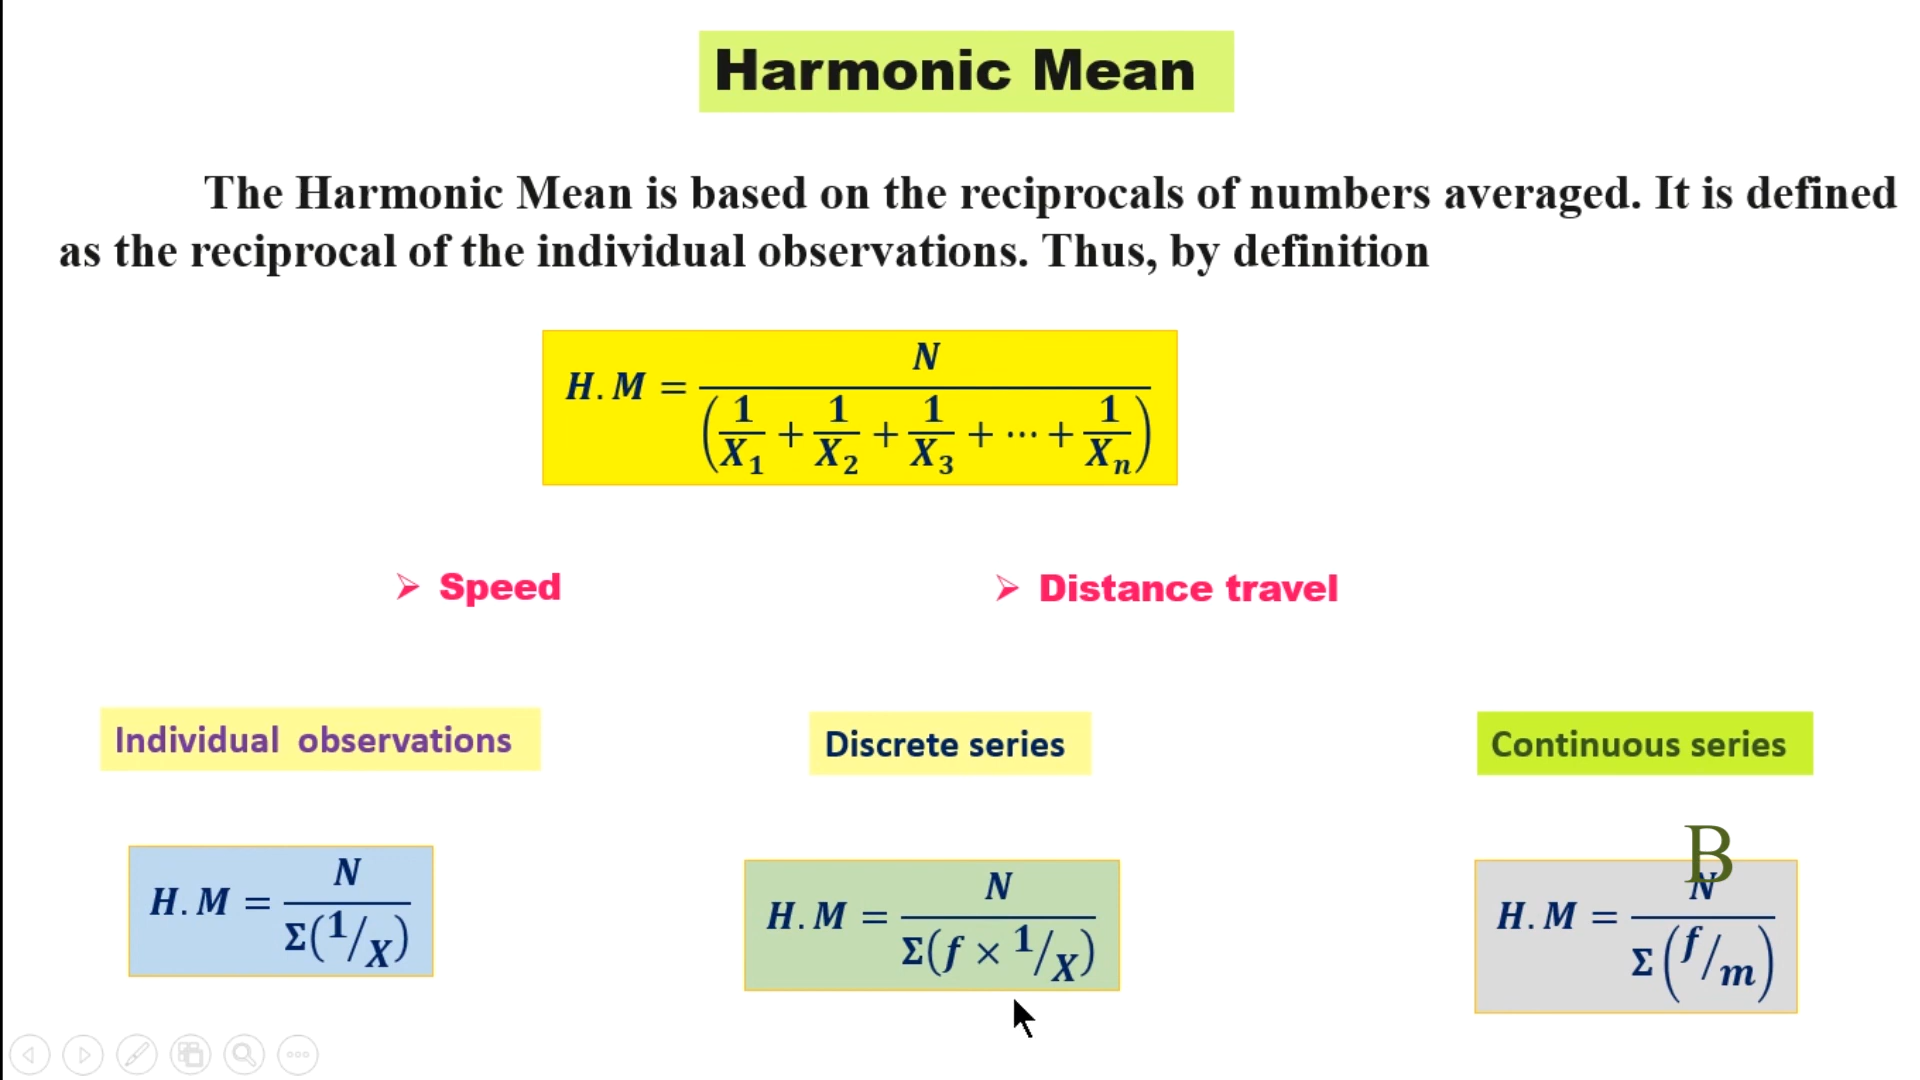 Harmonic Mean
The Harmonic Mean is based on the reciprocals of numbers averaged. It is defined
as the reciprocal of the individual observations. Thus, by definition
H.M = N / (1/X₁ + 1/X₂ + 1/X₃ + ⋯ + 1/Xₙ)
➢ Speed
➢ Distance travel
Individual observations
Discrete series
Continuous series
B
H.M = N / Σ(1/X)
H.M = N / Σ(f × 1/X)
H.M = N / Σ(f/m)